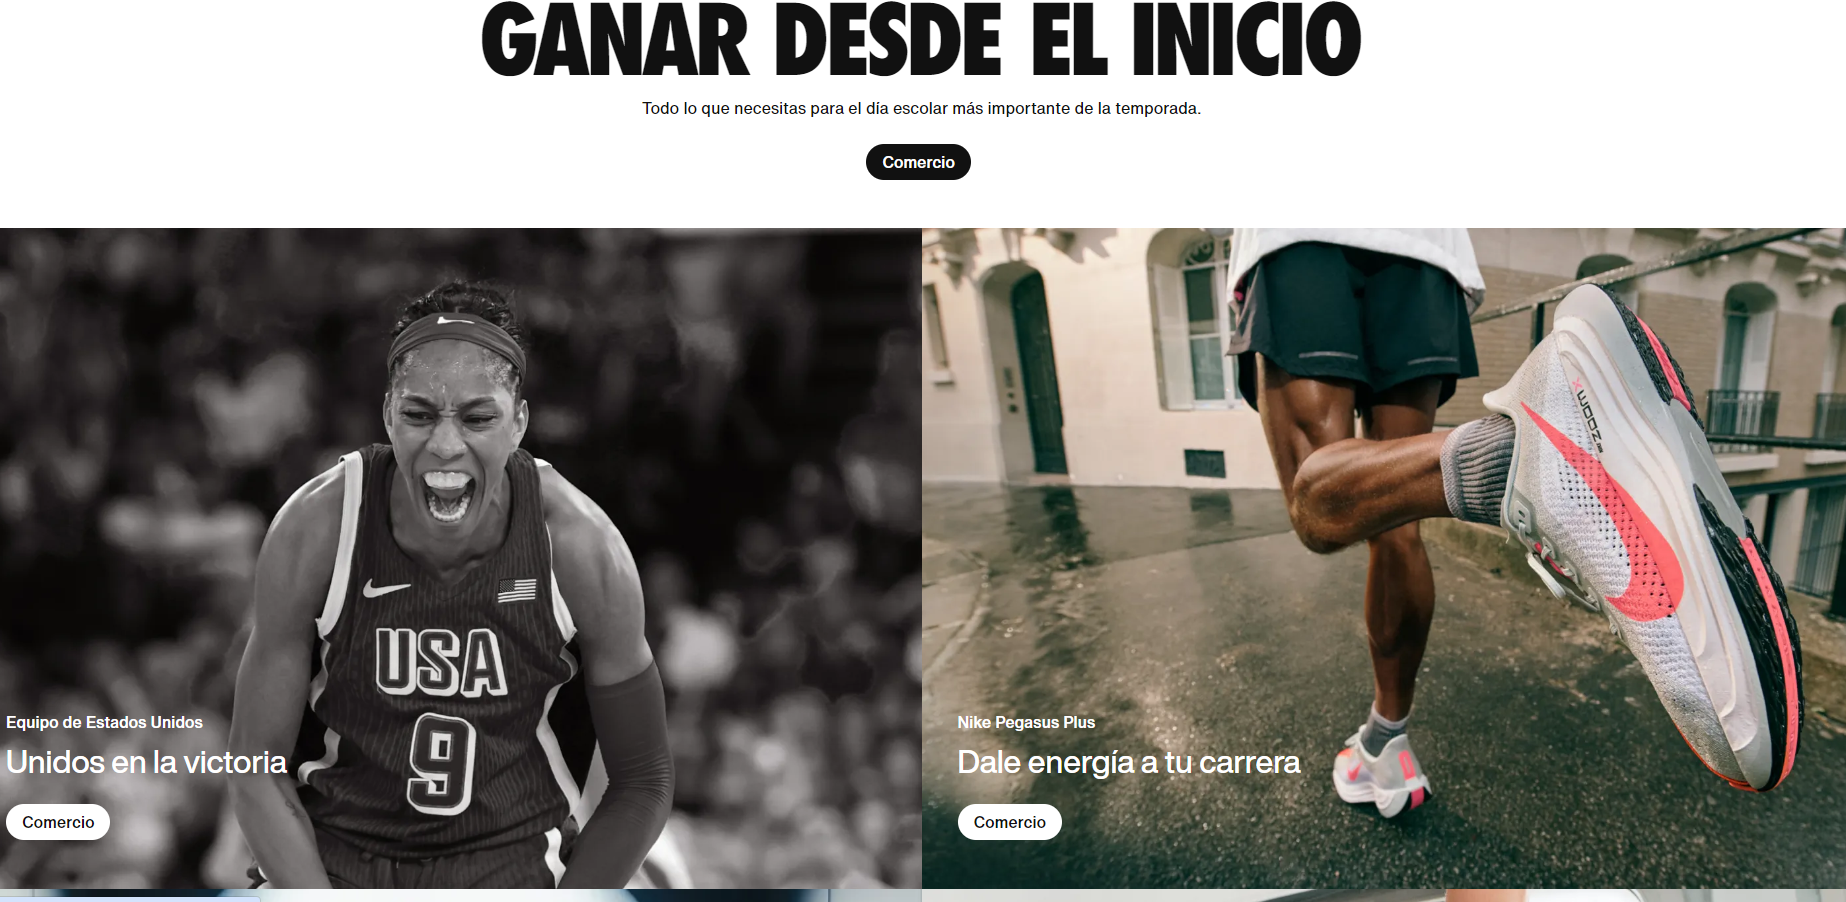 GANAR DESDE EL INICIO
Todo lo que necesitas para el día escolar más importante de la temporada.
Comercio
USA
9
Equipo de Estados Unidos
Unidos en la victoria
Comercio
Nike Pegasus Plus
Dale energía a tu carrera
Comercio